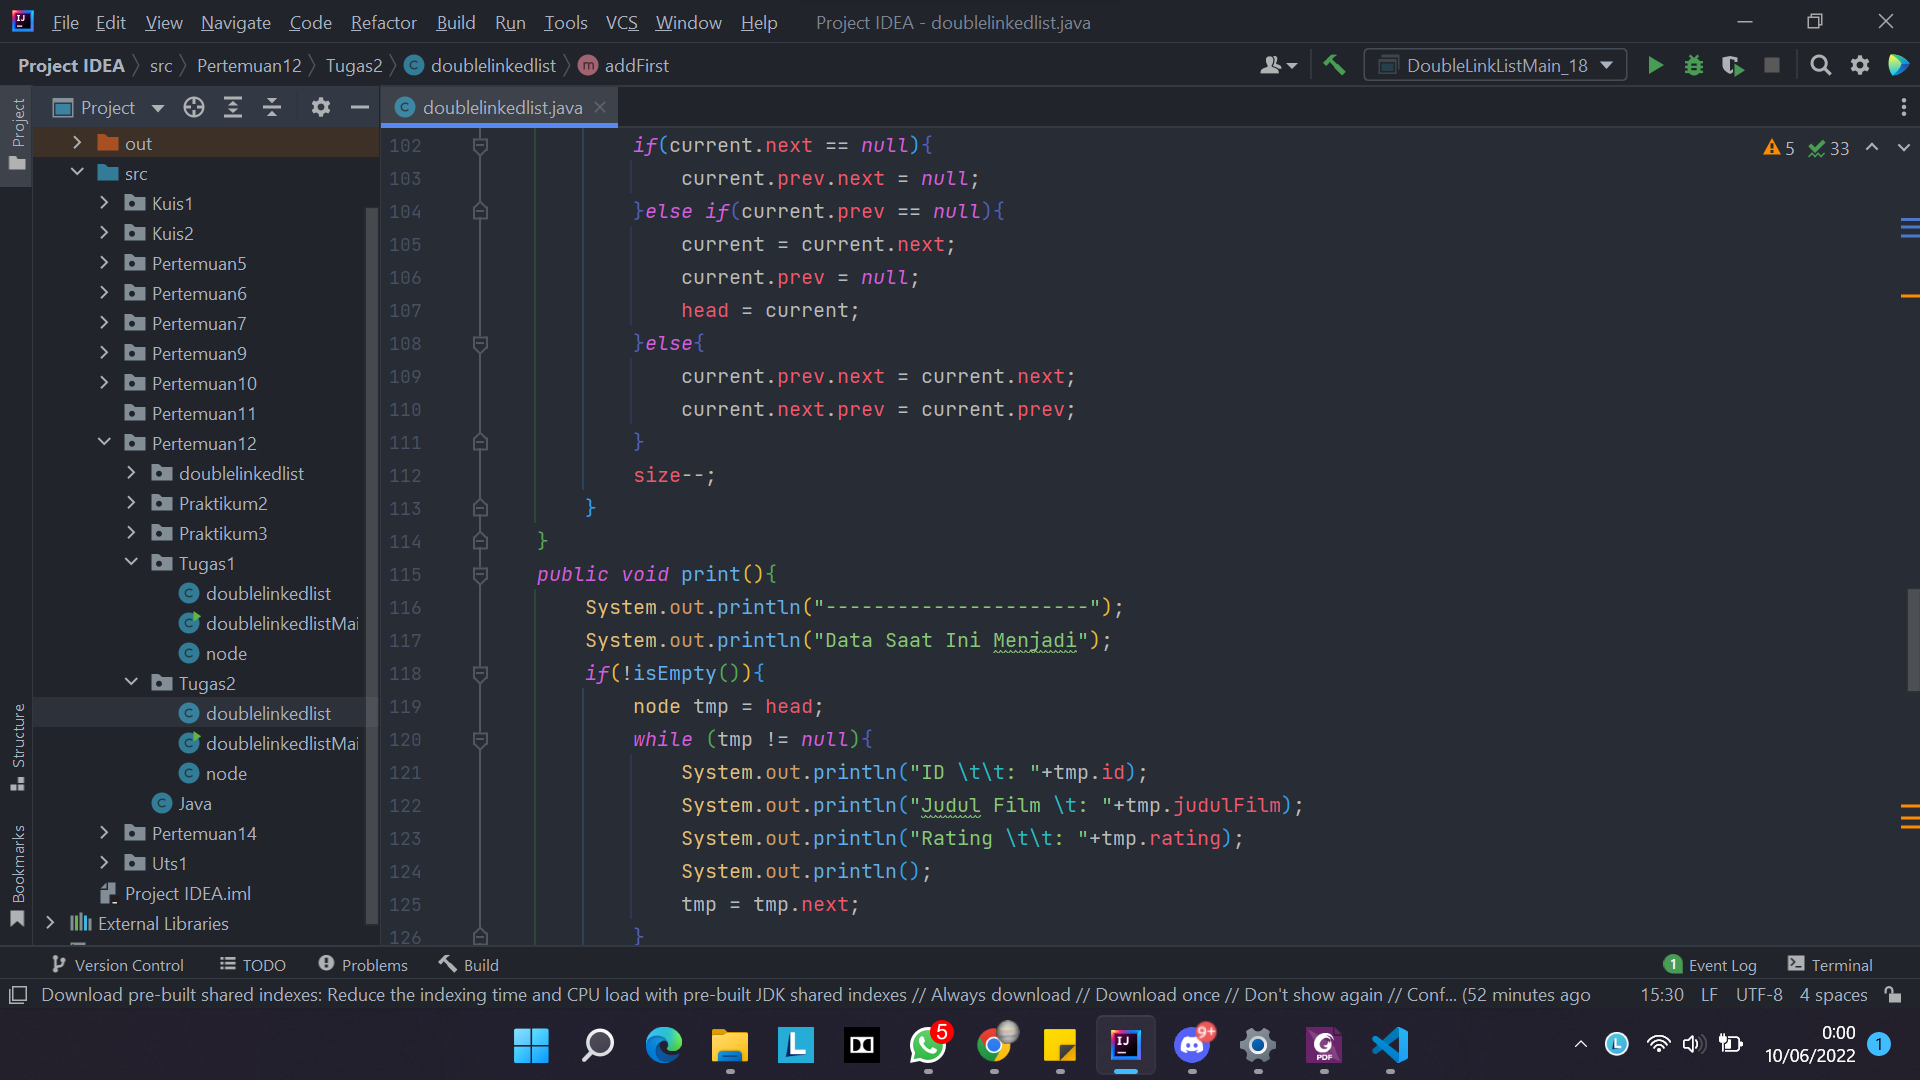 File Edit View Navigate Code Refactor Build Run Tools VCS Window Help Project IDEA - doublelinkedlist.java
Project IDEA src Pertemuan12 Tugas2 doublelinkedlist addFirst DoubleLinkListMain_18
Project
Project
doublelinkedlist.java
out
src
Kuis1
Kuis2
Pertemuan5
Pertemuan6
Pertemuan7
Pertemuan9
Pertemuan10
Pertemuan11
Pertemuan12
doublelinkedlist
Praktikum2
Praktikum3
Tugas1
doublelinkedlist
doublelinkedlistMai
node
Tugas2
doublelinkedlist
doublelinkedlistMai
node
Java
Pertemuan14
Uts1
Project IDEA.iml
External Libraries
Structure
Bookmarks
5 33
102 if(current.next == null){
103 current.prev.next = null;
104 }else if(current.prev == null){
105 current = current.next;
106 current.prev = null;
107 head = current;
108 }else{
109 current.prev.next = current.next;
110 current.next.prev = current.prev;
111 }
112 size--;
113 }
114 }
115 public void print(){
116 System.out.println("----------------------");
117 System.out.println("Data Saat Ini Menjadi");
118 if(!isEmpty()){
119 node tmp = head;
120 while (tmp != null){
121 System.out.println("ID \t\t: "+tmp.id);
122 System.out.println("Judul Film \t: "+tmp.judulFilm);
123 System.out.println("Rating \t\t: "+tmp.rating);
124 System.out.println();
125 tmp = tmp.next;
126 }
Version Control TODO Problems Build 1 Event Log Terminal
Download pre-built shared indexes: Reduce the indexing time and CPU load with pre-built JDK shared indexes // Always download // Download once // Don't show again // Conf... (52 minutes ago 15:30 LF UTF-8 4 spaces
5
9+
PDF
0:00
10/06/2022
1